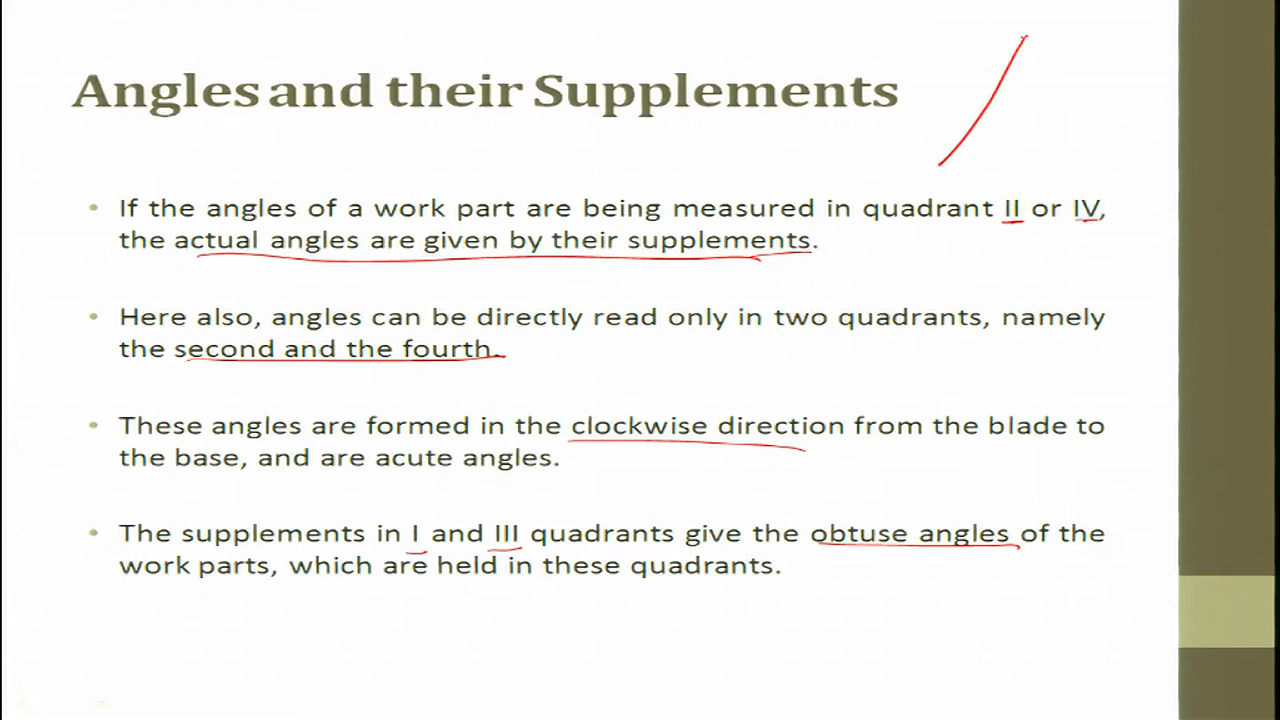 Angles and their Supplements
• If the angles of a work part are being measured in quadrant II or IV,
the actual angles are given by their supplements.
• Here also, angles can be directly read only in two quadrants, namely
the second and the fourth.
• These angles are formed in the clockwise direction from the blade to
the base, and are acute angles.
• The supplements in I and III quadrants give the obtuse angles of the
work parts, which are held in these quadrants.